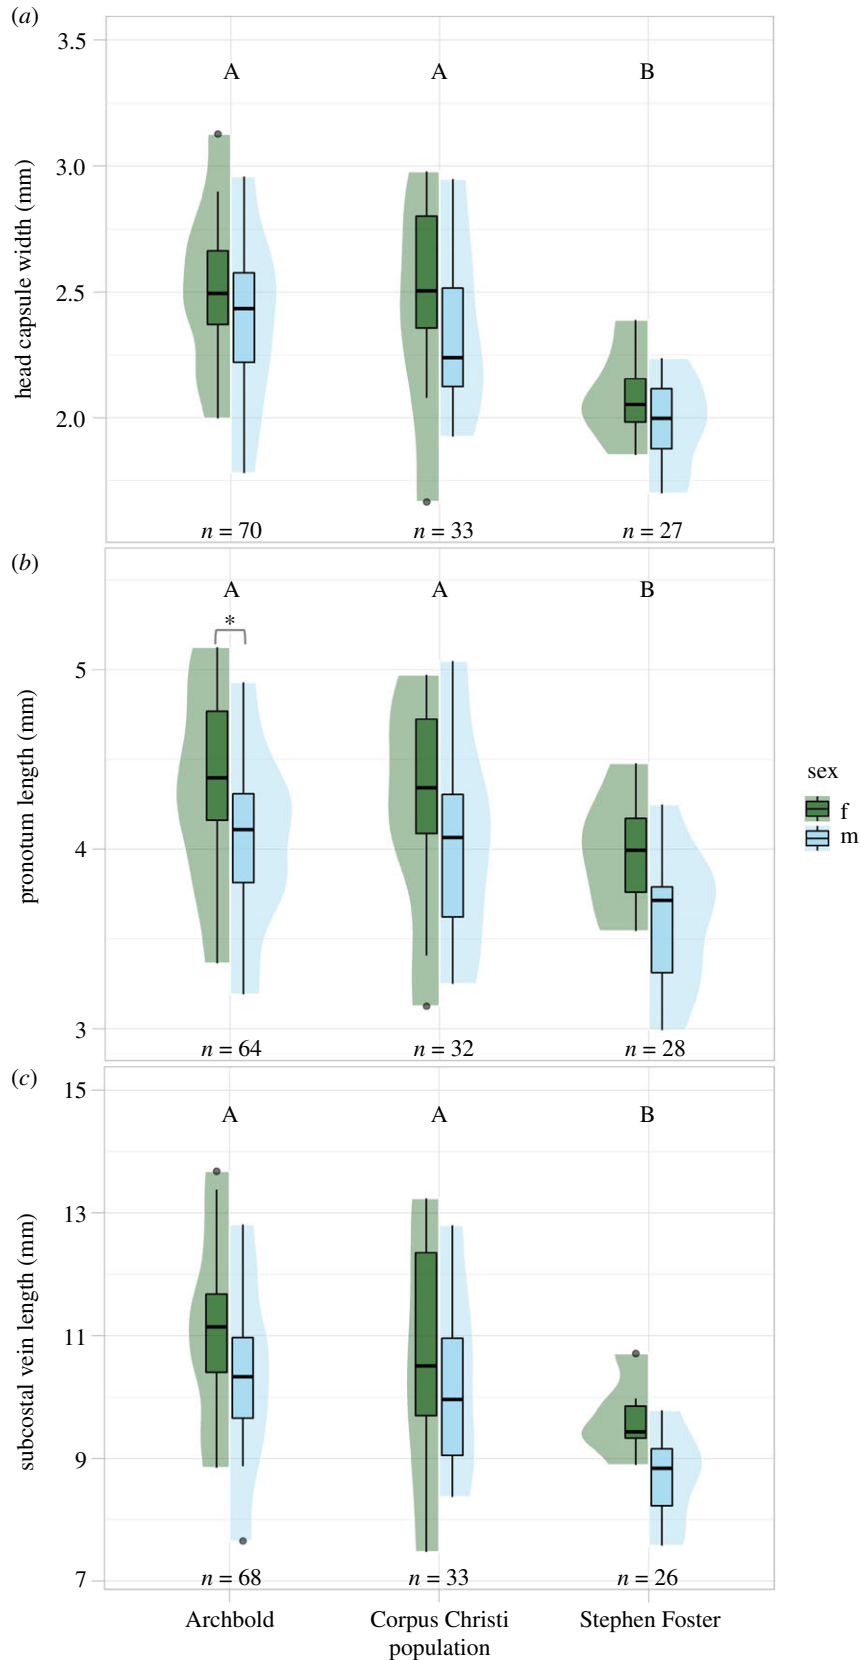 (a)
3.5
A A B
3.0
head capsule width (mm)
2.5
2.0
n = 70 n = 33 n = 27
(b)
A A B
*
5
pronotum length (mm)
4
3
n = 64 n = 32 n = 28
sex
f
m
(c)
15
A A B
13
subcostal vein length (mm)
11
9
7
n = 68 n = 33 n = 26
Archbold Corpus Christi Stephen Foster
population